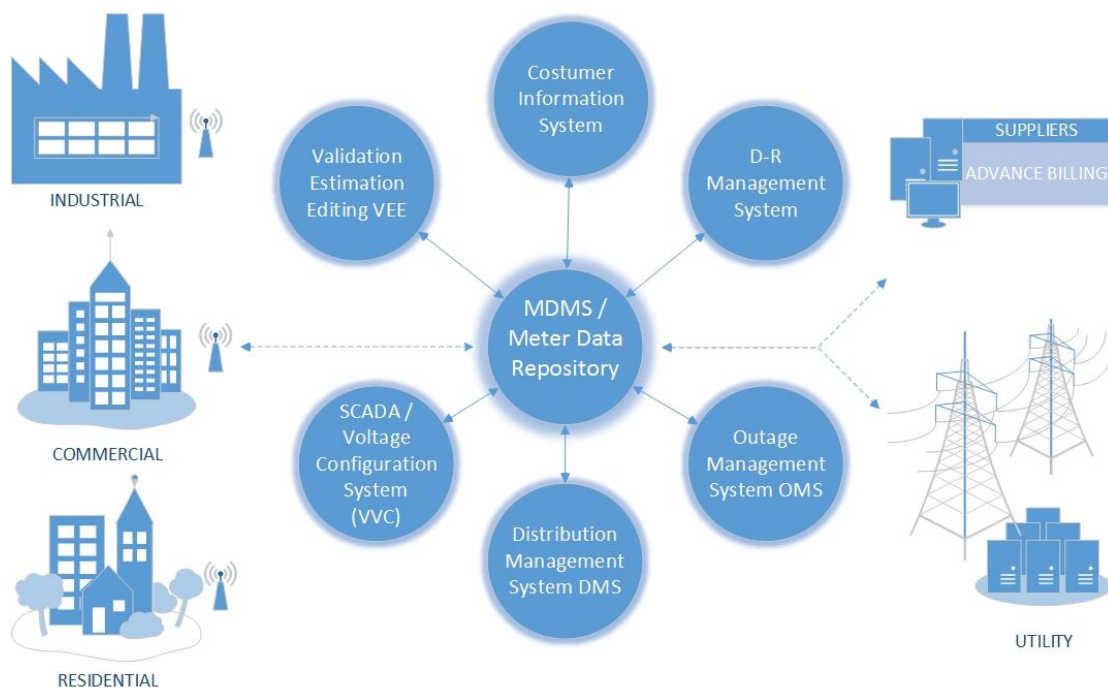 INDUSTRIAL
COMMERCIAL
RESIDENTIAL
Validation
Estimation
Editing VEE
Costumer
Information
System
D-R
Management
System
MDMS /
Meter Data
Repository
SCADA /
Voltage
Configuration
System
(VVC)
Distribution
Management
System DMS
Outage
Management
System OMS
SUPPLIERS
ADVANCE BILLING
UTILITY